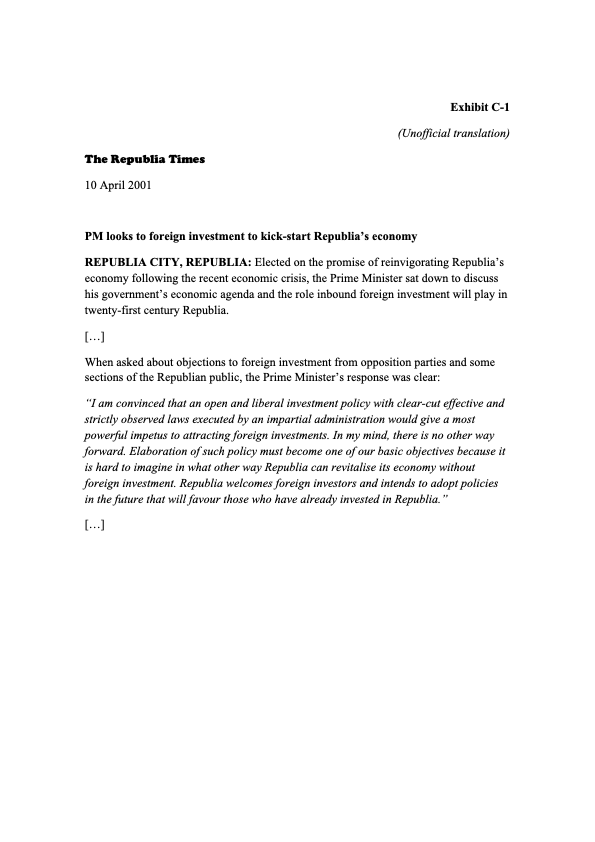 Exhibit C-1
(Unofficial translation)
The Republia Times
10 April 2001
PM looks to foreign investment to kick-start Republia’s economy
REPUBLIA CITY, REPUBLIA: Elected on the promise of reinvigorating Republia’s
economy following the recent economic crisis, the Prime Minister sat down to discuss
his government’s economic agenda and the role inbound foreign investment will play in
twenty-first century Republia.
[…]
When asked about objections to foreign investment from opposition parties and some
sections of the Republian public, the Prime Minister’s response was clear:
“I am convinced that an open and liberal investment policy with clear-cut effective and
strictly observed laws executed by an impartial administration would give a most
powerful impetus to attracting foreign investments. In my mind, there is no other way
forward. Elaboration of such policy must become one of our basic objectives because it
is hard to imagine in what other way Republia can revitalise its economy without
foreign investment. Republia welcomes foreign investors and intends to adopt policies
in the future that will favour those who have already invested in Republia.”
[…]